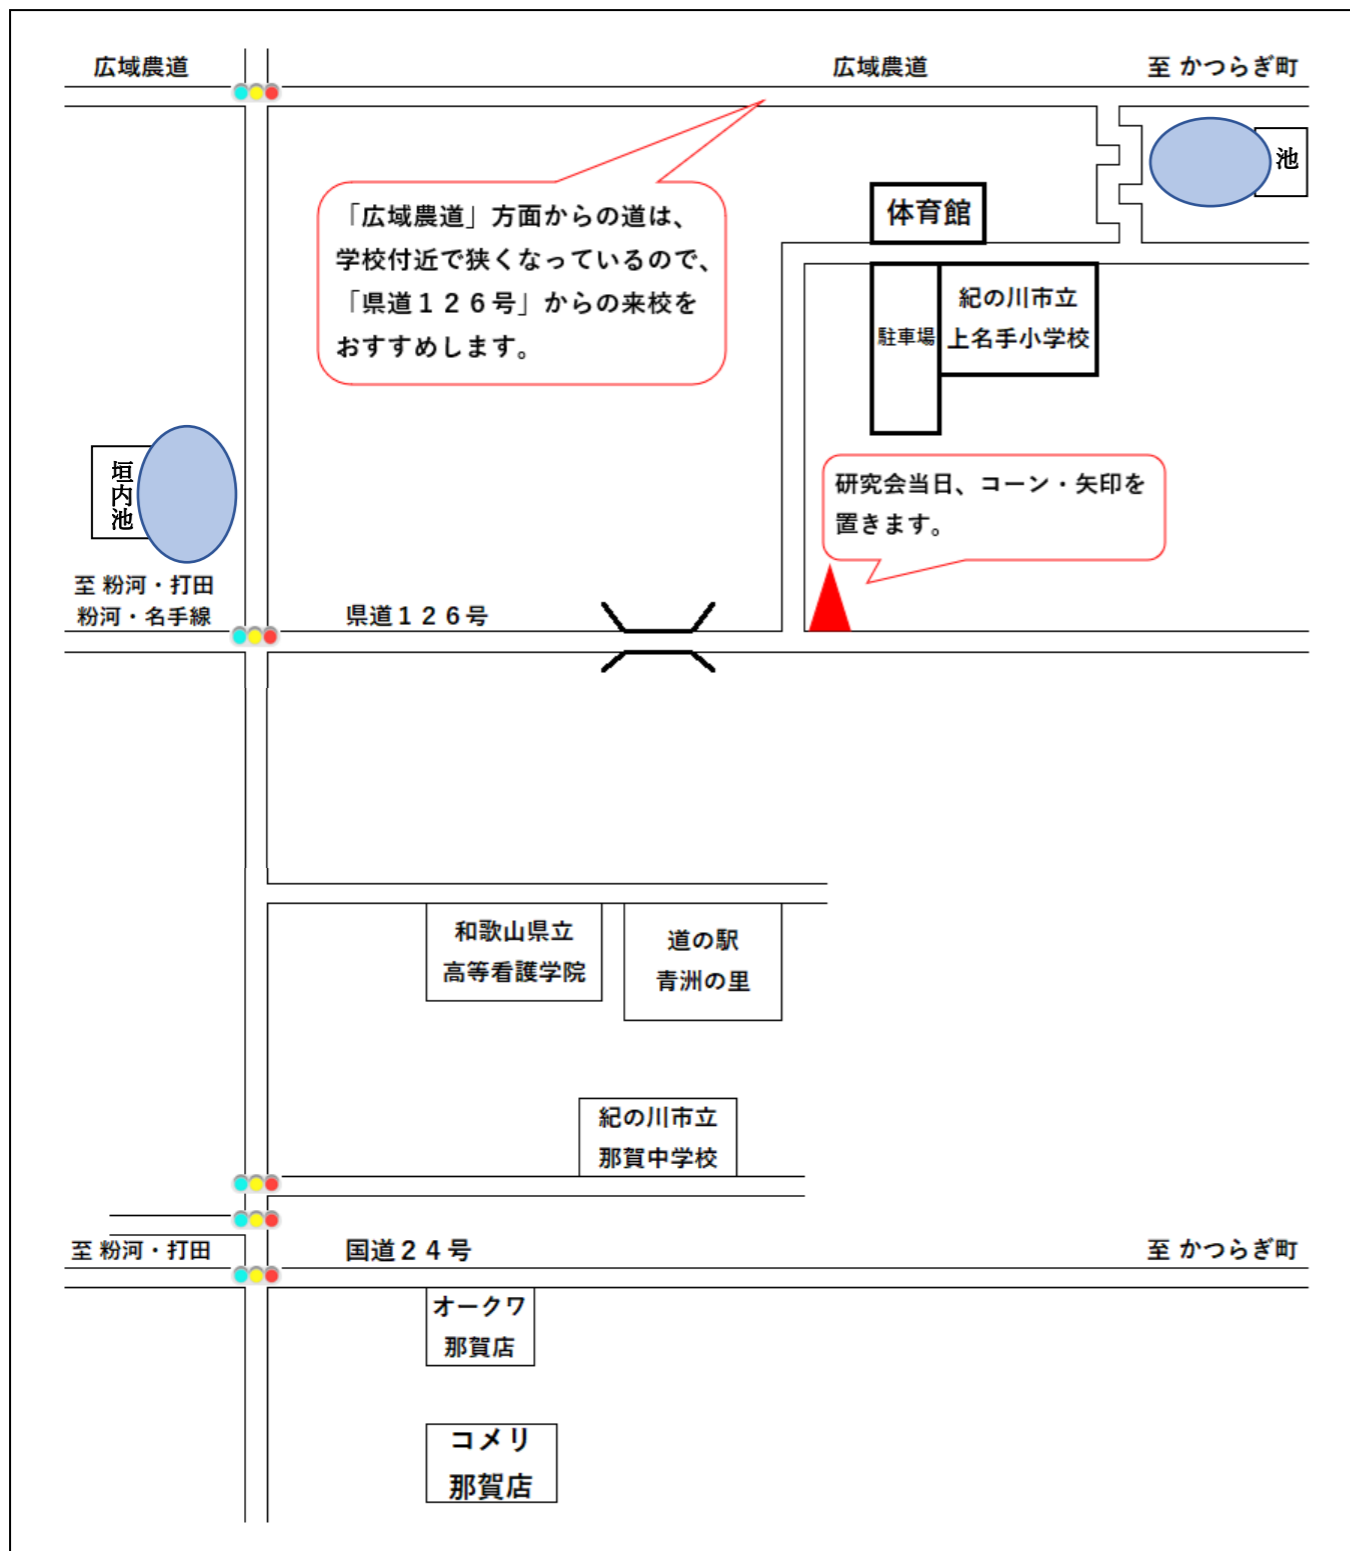 広域農道
広域農道
至 かつらぎ町
池
「広域農道」方面からの道は、
学校付近で狭くなっているので、
「県道１２６号」からの来校を
おすすめします。
体育館
駐車場
紀の川市立
上名手小学校
垣内池
研究会当日、コーン・矢印を
置きます。
至 粉河・打田
粉河・名手線
県道１２６号
和歌山県立
高等看護学院
道の駅
青洲の里
紀の川市立
那賀中学校
至 粉河・打田
国道２４号
至 かつらぎ町
オークワ
那賀店
コメリ
那賀店